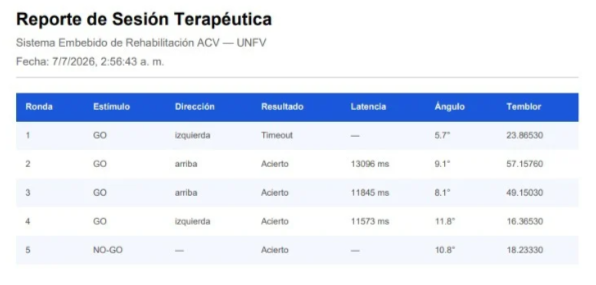 Reporte de Sesión Terapéutica
Sistema Embebido de Rehabilitación ACV — UNFV
Fecha: 7/7/2026, 2:56:43 a. m.
Ronda Estímulo Dirección Resultado Latencia Ángulo Temblor
1 GO izquierda Timeout — 5.7° 23.86530
2 GO arriba Acierto 13096 ms 9.1° 57.15760
3 GO arriba Acierto 11845 ms 8.1° 49.15030
4 GO izquierda Acierto 11573 ms 11.8° 16.36530
5 NO-GO — Acierto — 10.8° 18.23330